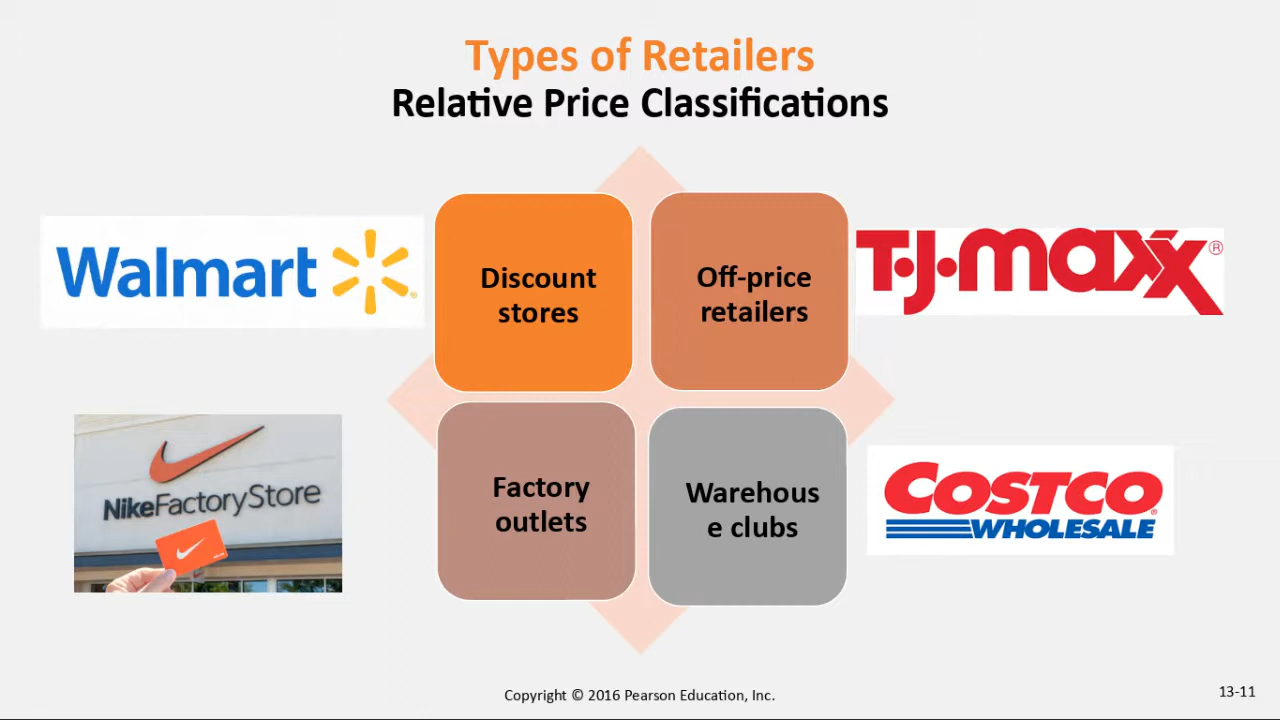 Types of Retailers
Relative Price Classifications
Walmart
Discount
stores
Off-price
retailers
T·J·maxx®
NikeFactoryStore
Factory
outlets
Warehous
e clubs
COSTCO
WHOLESALE
Copyright © 2016 Pearson Education, Inc.
13-11